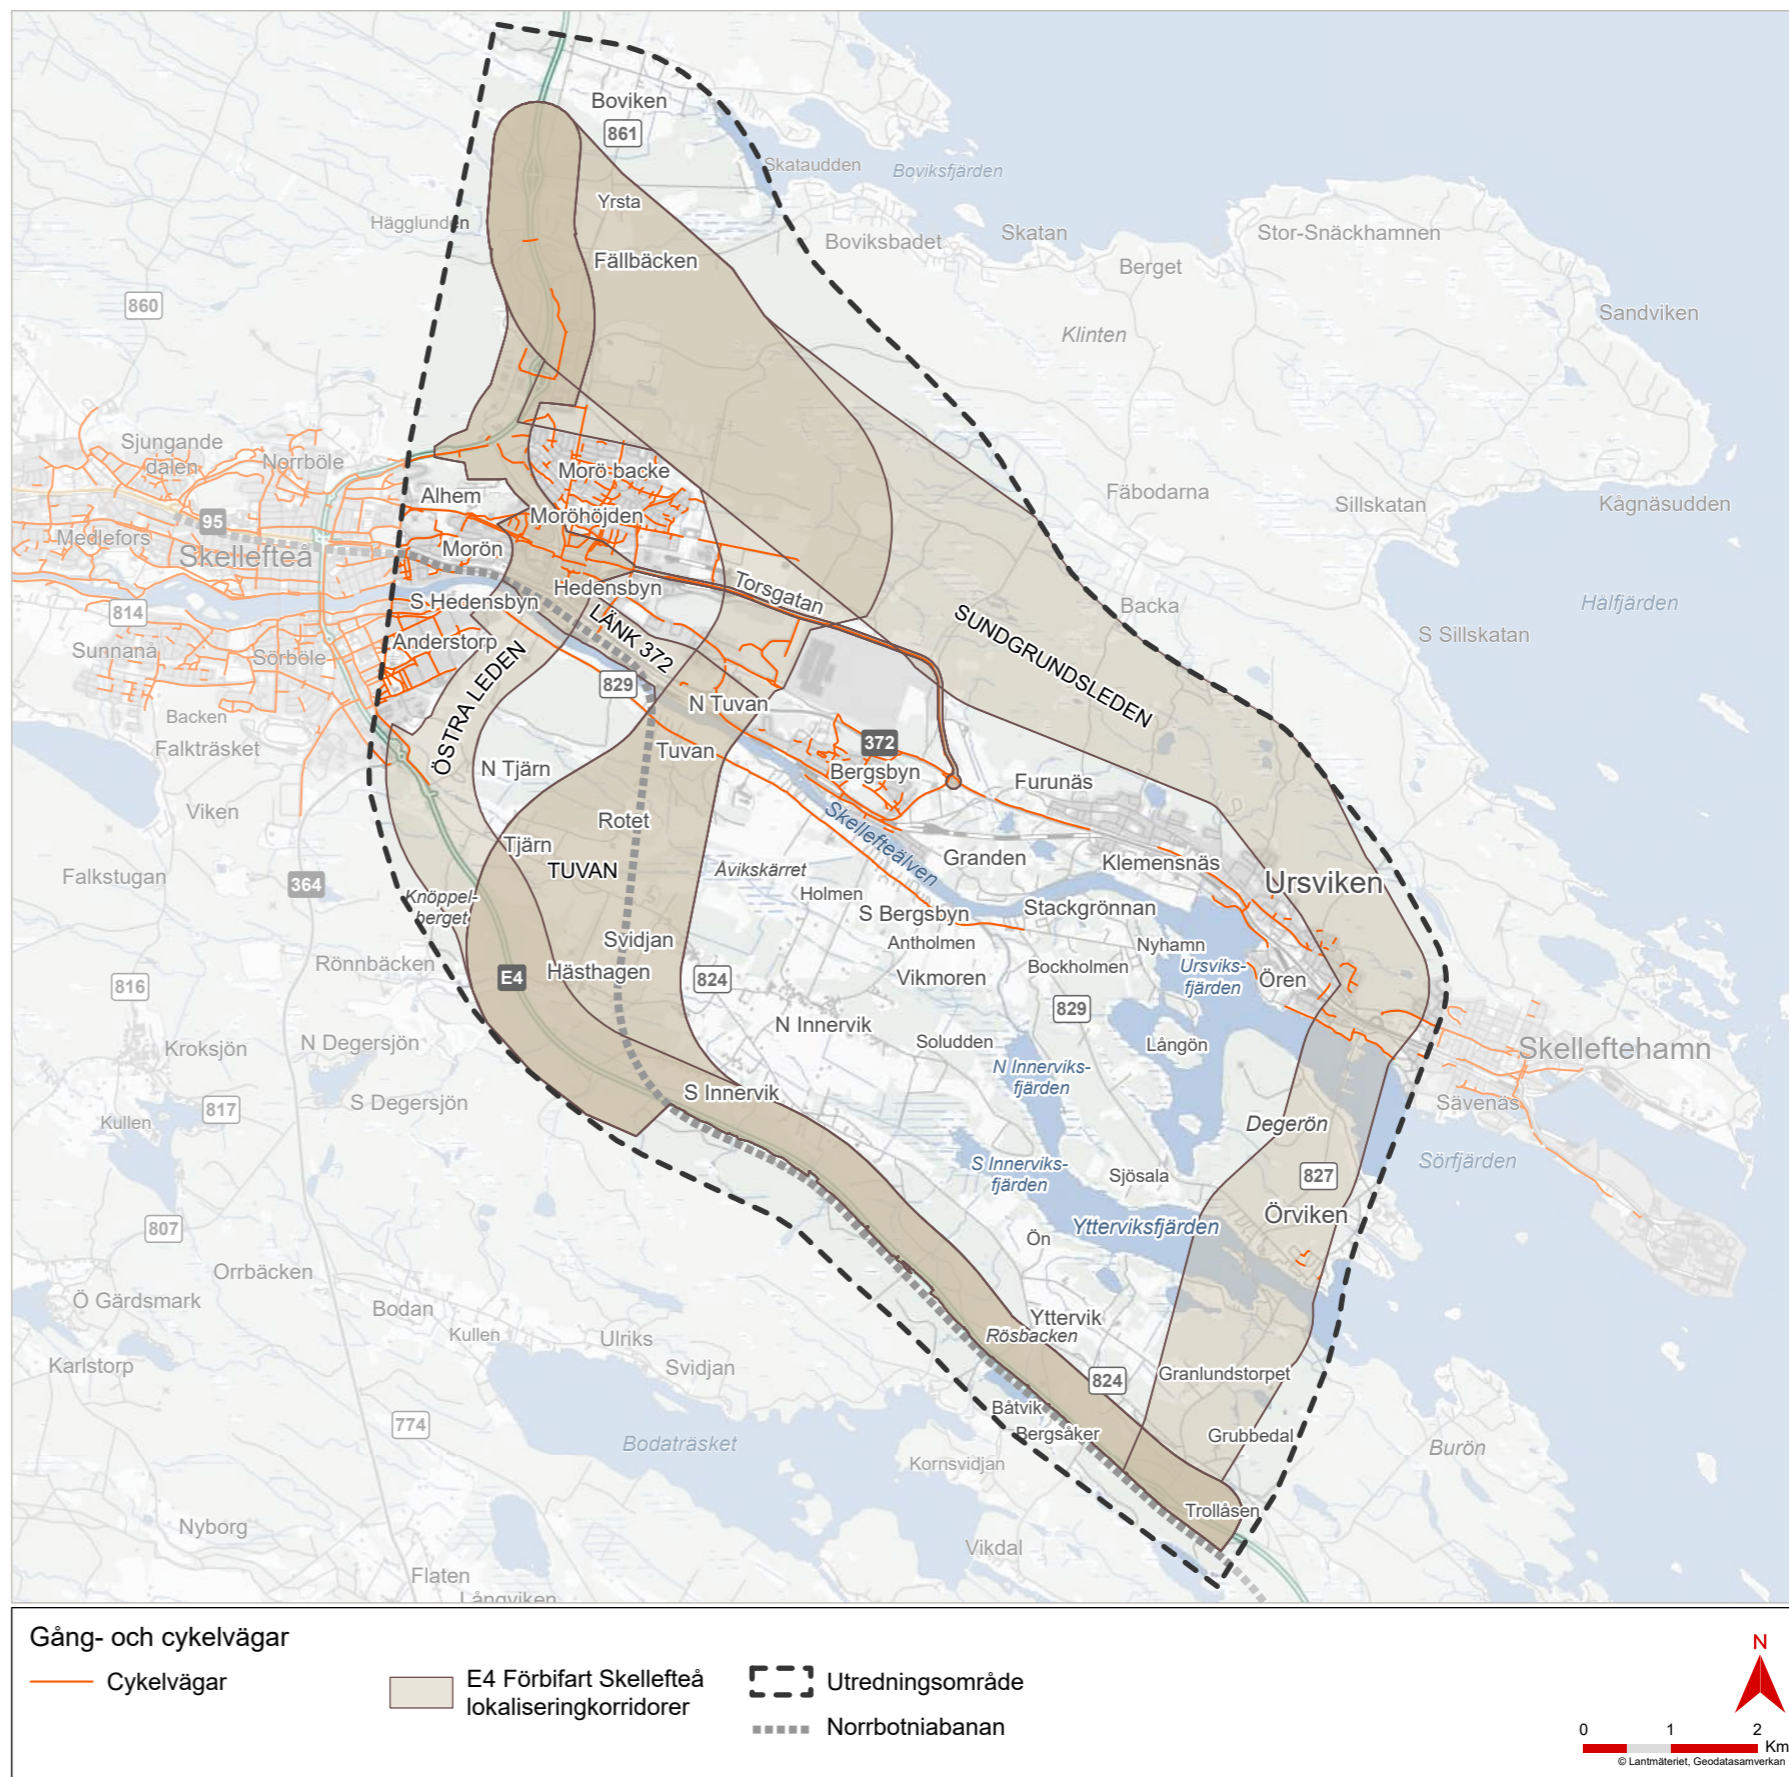 Boviken
861
Skataudden
Boviksfjärden
Yrsta
Hägglunden
Boviksbadet
Skatan
Stor-Snäckhamnen
Fällbäcken
Berget
860
Klinten
Sandviken
Sjungande
dalen
Norrböle
Morö backe
Alhem
Fäbodarna
Sillskatan
Kågnäsudden
95
Moröhöjden
Medlefors
Skellefteå
Morön
Hedensbyn
Torsgatan
S Hedensbyn
Backa
Hålfjärden
814
LÄNK 372
SUNDGRUNDSLEDEN
S Sillskatan
Anderstorp
Sunnanå
Sörböle
ÖSTRA LEDEN
829
N Tuvan
Backen
Falkträsket
Tuvan
372
N Tjärn
Bergsbyn
Furunäs
Viken
Rotet
Skellefteälven
Tjärn
Granden
Klemensnäs
TUVAN
Åvikskärret
Falkstugan
364
Knöppel-
berget
Holmen
Ursviken
S Bergsbyn
Stackgrönnan
Svidjan
Antholmen
Nyhamn
Rönnbäcken
E4
Hästhagen
824
Vikmoren
Bockholmen
Ursviks-
fjärden
Ören
816
829
N Innervik
Kroksjön
N Degersjön
Soludden
Långön
Skelleftehamn
N Innerviks-
fjärden
S Innervik
817
S Degersjön
Sävenäs
Kullen
Degerön
S Innerviks-
fjärden
Sjösala
827
Sörfjärden
807
Ytterviksfjärden
Örviken
Ön
Orrbäcken
Ö Gärdsmark
Bodan
Kullen
Ulriks
Yttervik
Rösbacken
Karlstorp
Svidjan
824
Granlundstorpet
774
Båtvik
Bergsåker
Grubbedal
Bodaträsket
Burön
Kornsvidjan
Trollåsen
Nyborg
Vikdal
Flaten
Långviken
Gång- och cykelvägar
Cykelvägar
E4 Förbifart Skellefteå
lokaliseringkorridorer
Utredningsområde
Norrbotniabanan
N
0 1 2
Km
© Lantmäteriet, Geodatasamverkan